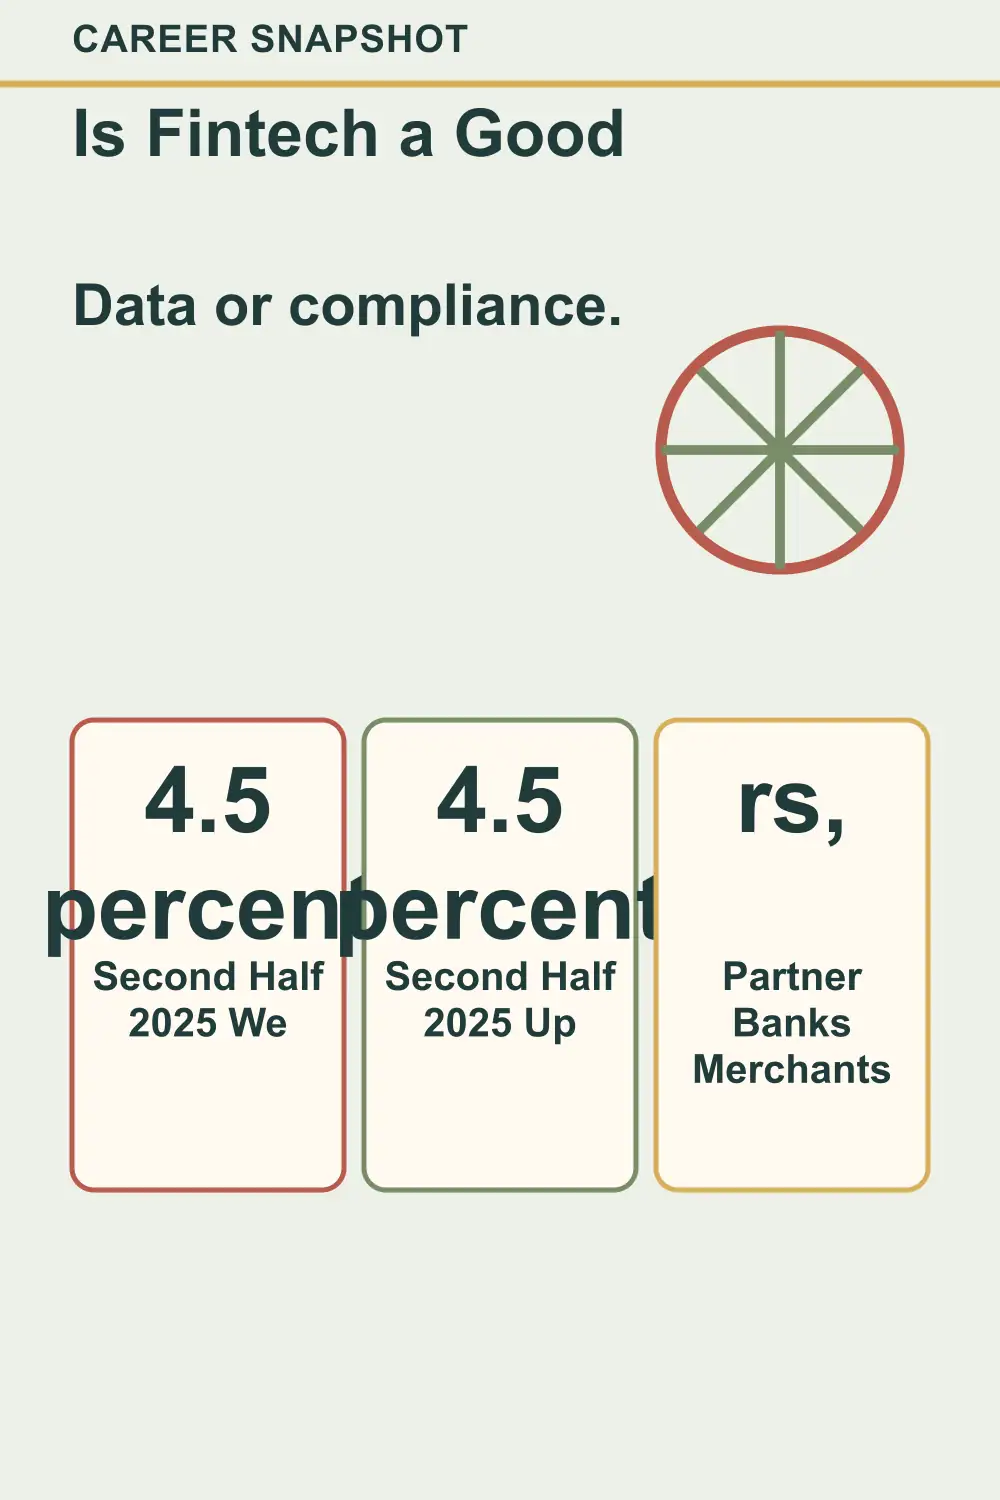 CAREER SNAPSHOT
Is Fintech a Good
Data or compliance.
4.5
percent
Second Half
2025 We
4.5
percent
Second Half
2025 Up
rs,
Partner
Banks
Merchants